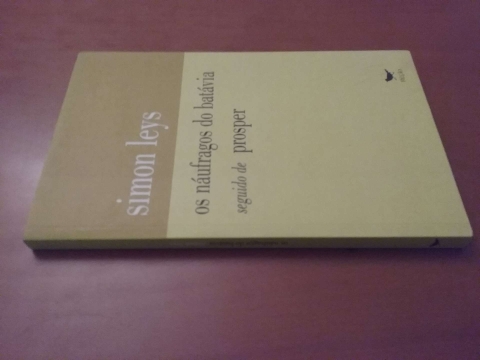 simon leys
os náufragos do batávia
seguido de prosper